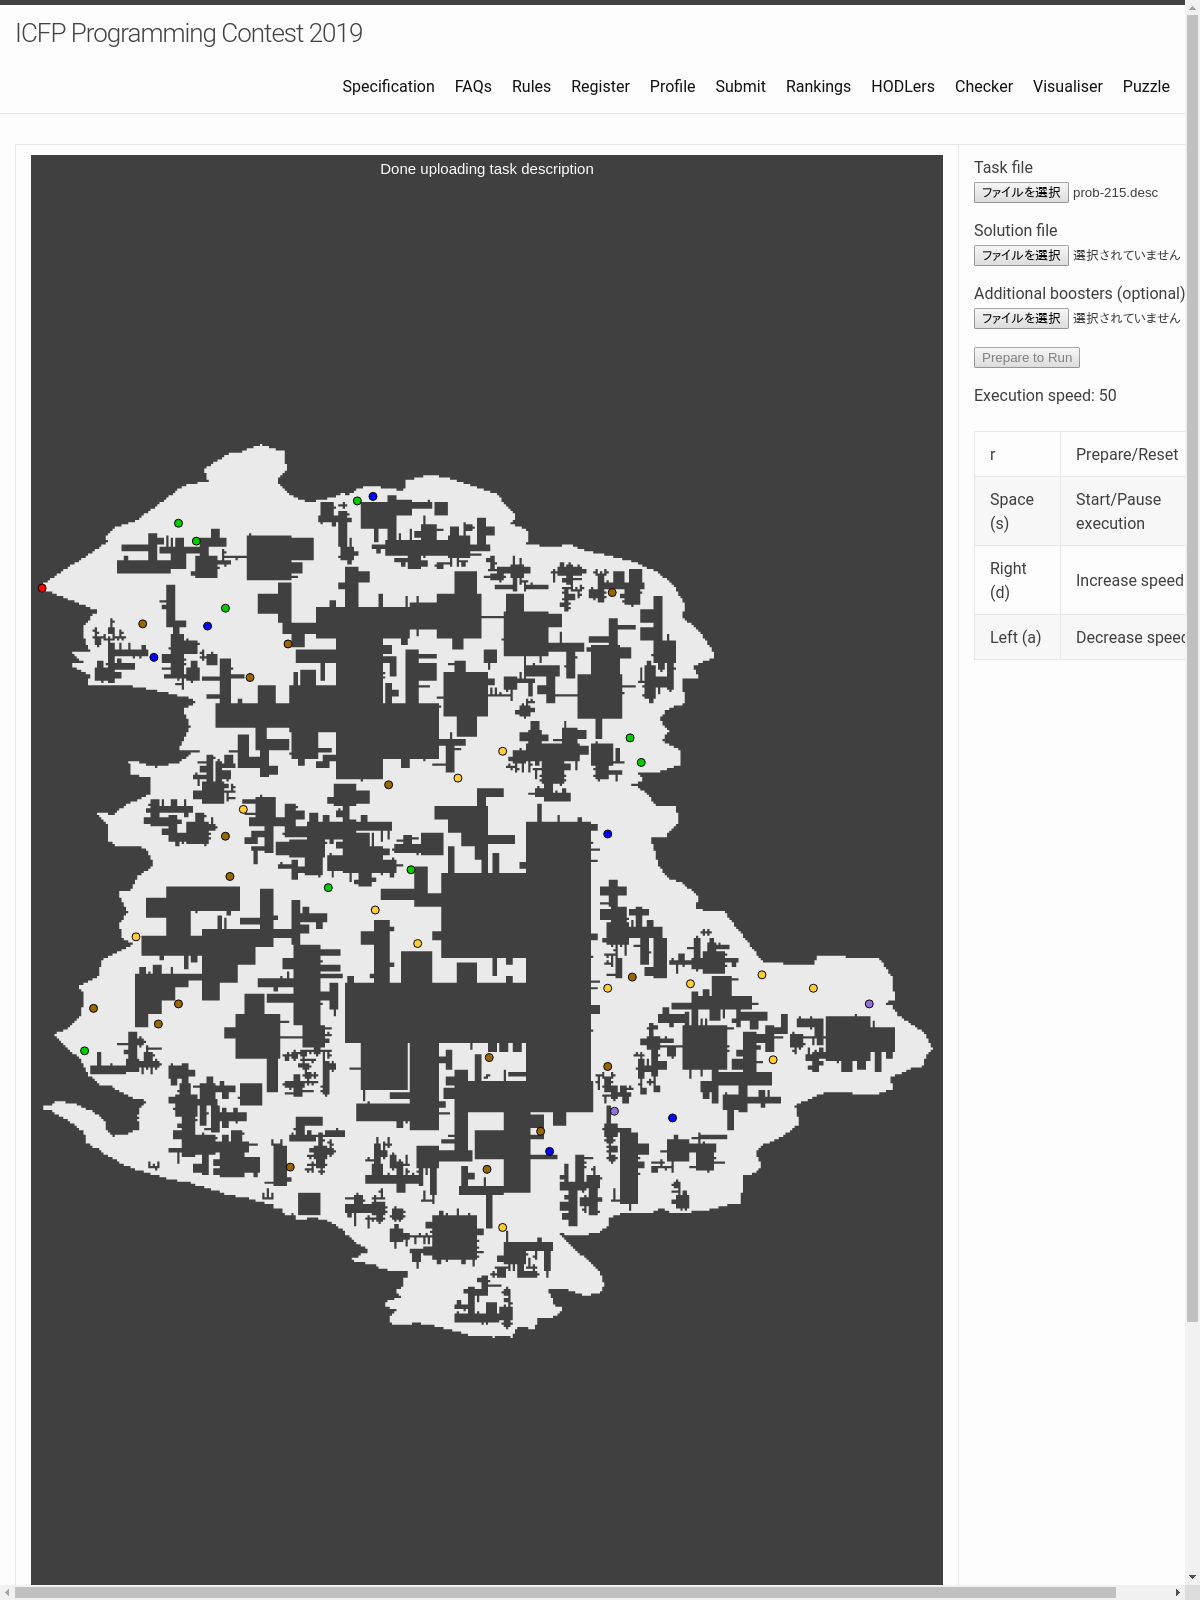 ICFP Programming Contest 2019
Specification FAQs Rules Register Profile Submit Rankings HODLers Checker Visualiser Puzzle
Done uploading task description
Task file
ファイルを選択 prob-215.desc
Solution file
ファイルを選択 選択されていません
Additional boosters (optional)
ファイルを選択 選択されていません
Prepare to Run
Execution speed: 50
r Prepare/Reset
Space Start/Pause
(s) execution
Right
(d) Increase speed
Left (a) Decrease speed